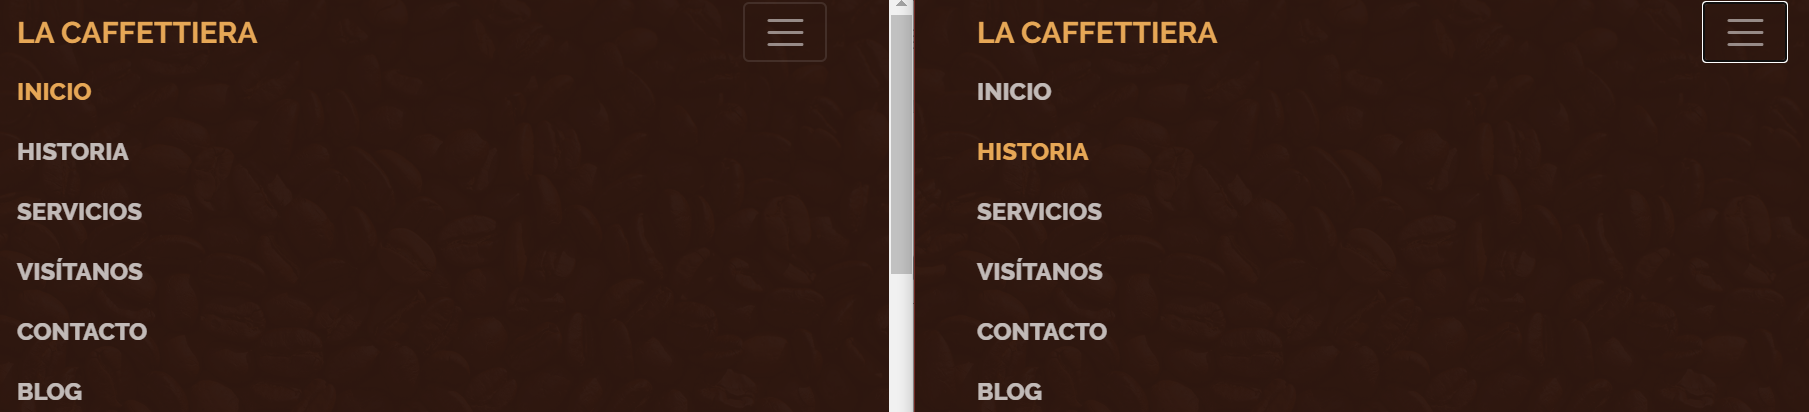 LA CAFFETTIERA
INICIO
HISTORIA
SERVICIOS
VISÍTANOS
CONTACTO
BLOG
LA CAFFETTIERA
INICIO
HISTORIA
SERVICIOS
VISÍTANOS
CONTACTO
BLOG